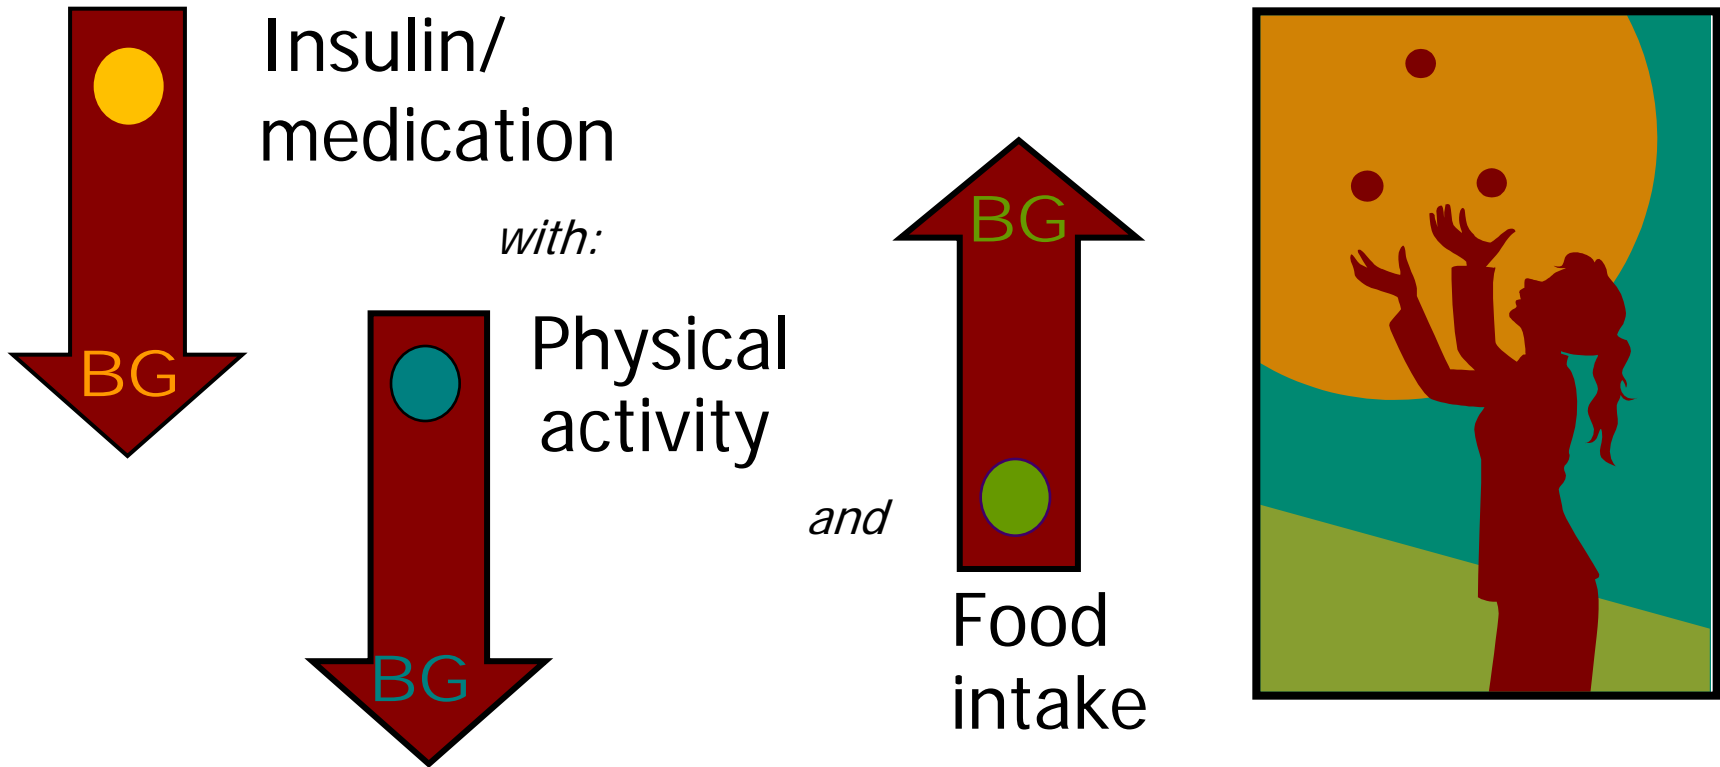 Insulin/
medication
BG
with:
Physical
activity
BG
and
BG
Food
intake